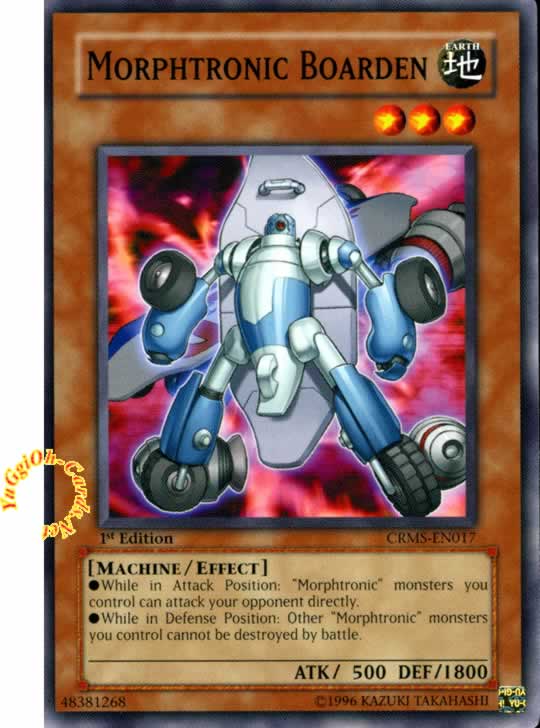 MORPHTRONIC BOARDEN
EARTH
地
YuGgiOh-Cards.Net
1st Edition
CRMS-EN017
[MACHINE/EFFECT]
●While in Attack Position: "Morphtronic" monsters you
control can attack your opponent directly.
●While in Defense Position: Other "Morphtronic" monsters
you control cannot be destroyed by battle.
ATK/ 500 DEF/1800
48381268
©1996 KAZUKI TAKAHASHI